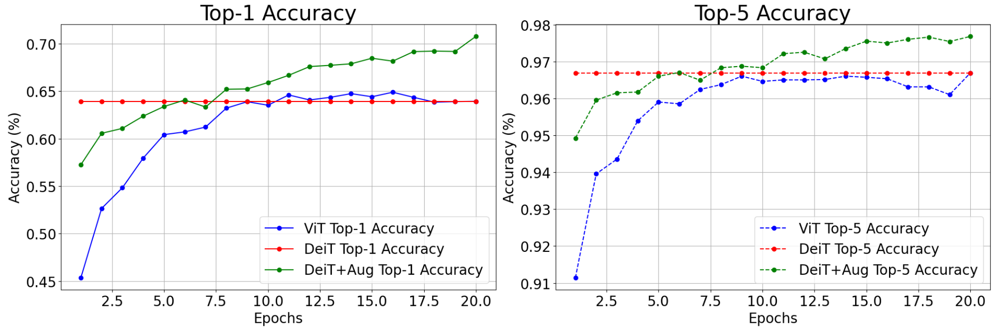 Top-1 Accuracy
Accuracy (%)
0.70
0.65
0.60
0.55
0.50
0.45
2.5 5.0 7.5 10.0 12.5 15.0 17.5 20.0
Epochs
ViT Top-1 Accuracy
DeiT Top-1 Accuracy
DeiT+Aug Top-1 Accuracy
Top-5 Accuracy
Accuracy (%)
0.98
0.97
0.96
0.95
0.94
0.93
0.92
0.91
2.5 5.0 7.5 10.0 12.5 15.0 17.5 20.0
Epochs
ViT Top-5 Accuracy
DeiT Top-5 Accuracy
DeiT+Aug Top-5 Accuracy